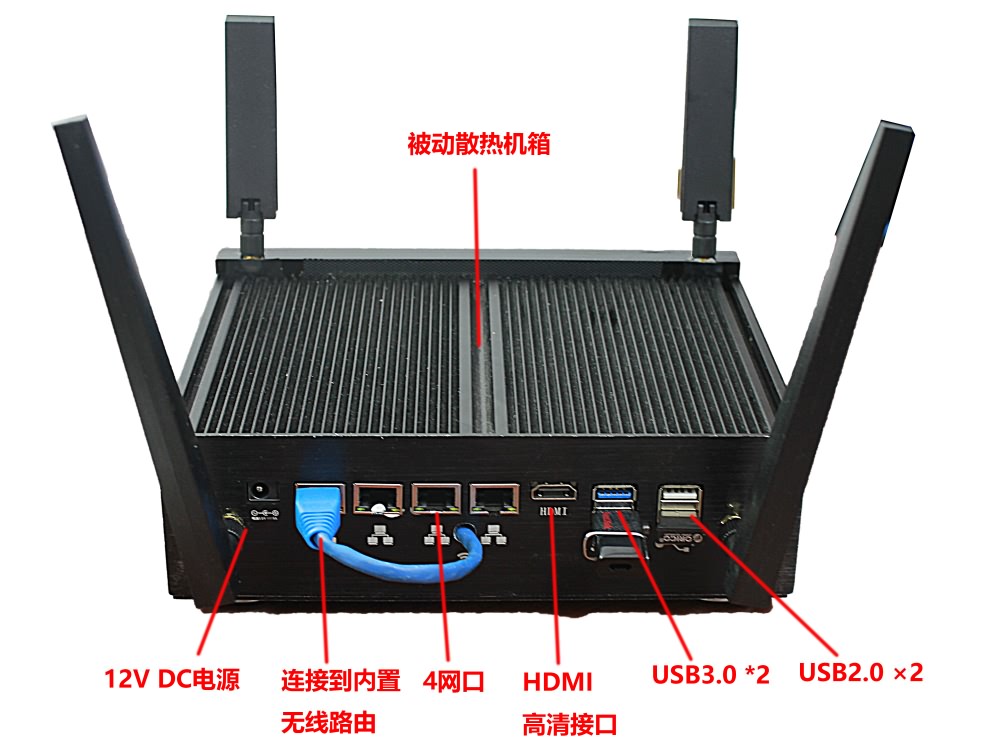 被动散热机箱
HDMI
ORICO
12V DC电源
连接到内置
无线路由
4网口
HDMI
高清接口
USB3.0 *2
USB2.0 ×2